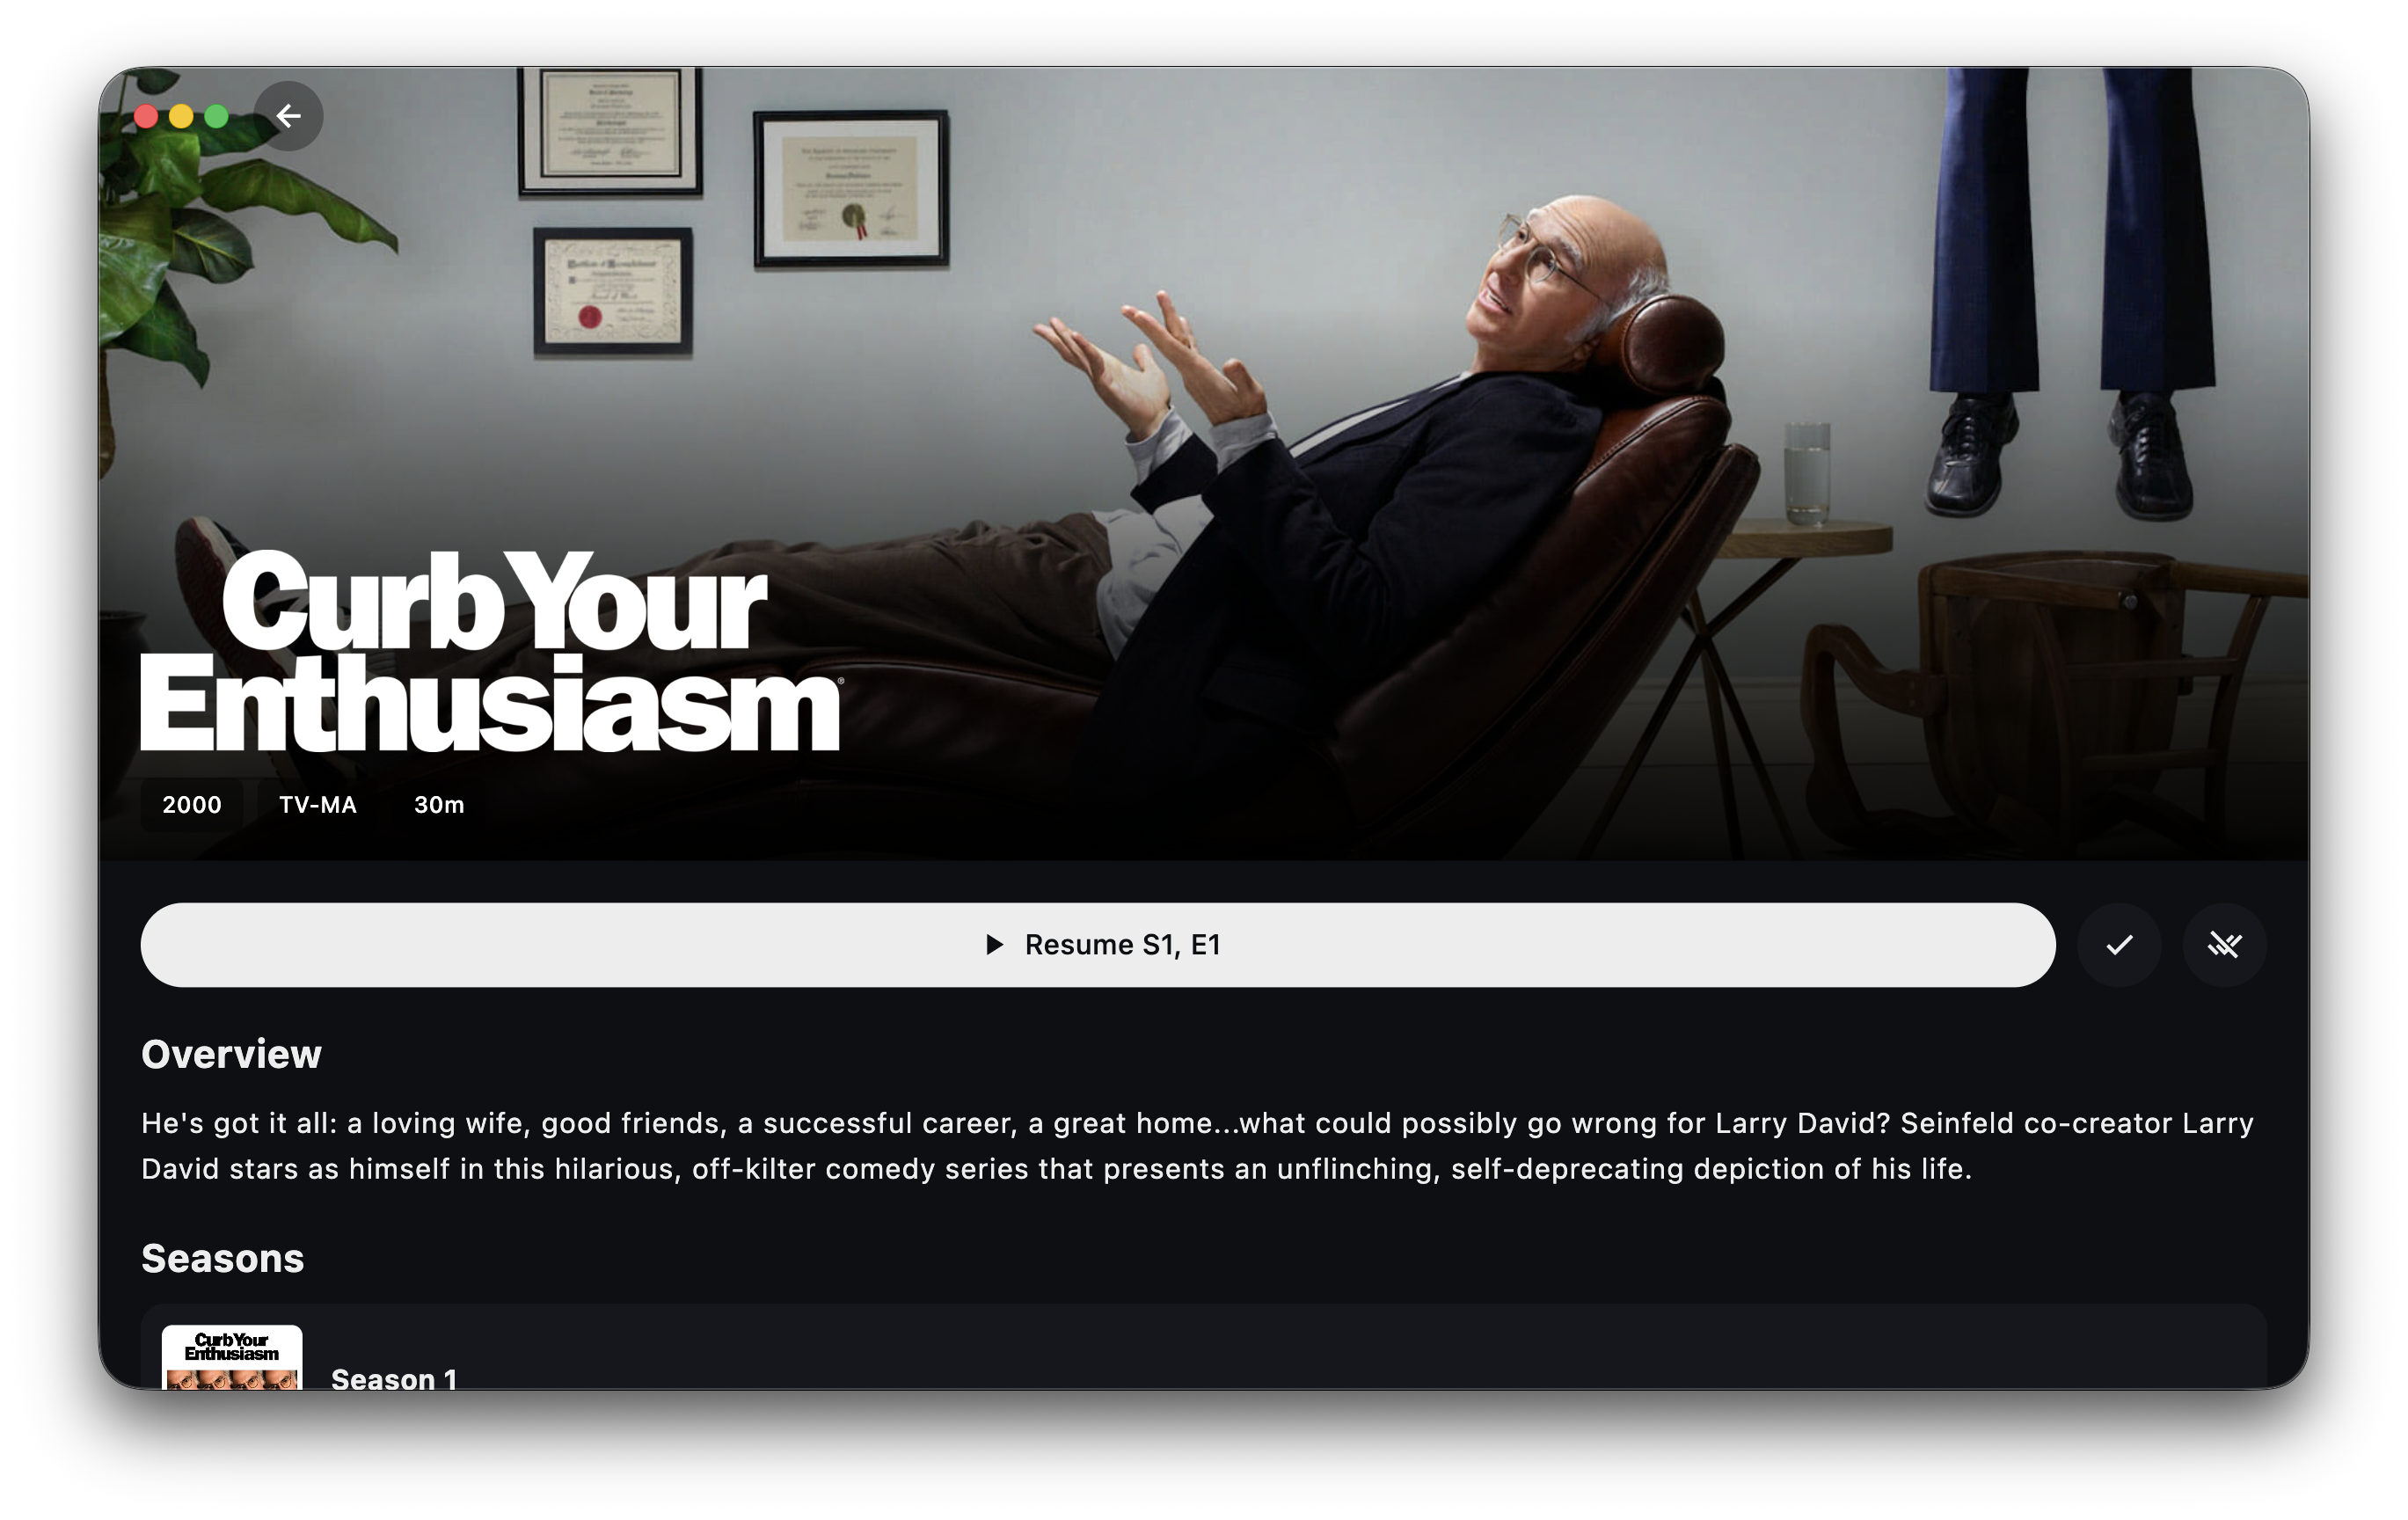 Curb Your
Enthusiasm®
2000
TV-MA
30m
Resume S1, E1
Overview
He's got it all: a loving wife, good friends, a successful career, a great home...what could possibly go wrong for Larry David? Seinfeld co-creator Larry
David stars as himself in this hilarious, off-kilter comedy series that presents an unflinching, self-deprecating depiction of his life.
Seasons
Curb Your
Enthusiasm
Season 1